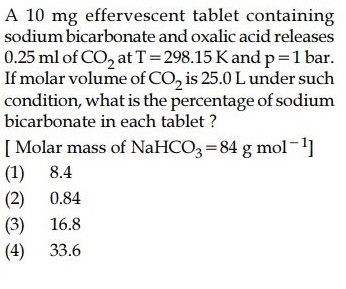 A 10 mg effervescent tablet containing
sodium bicarbonate and oxalic acid releases
0.25 ml of CO₂ at T = 298.15 K and p = 1 bar.
If molar volume of CO₂ is 25.0 L under such
condition, what is the percentage of sodium
bicarbonate in each tablet ?
[ Molar mass of NaHCO₃ = 84 g mol⁻¹]
(1) 8.4
(2) 0.84
(3) 16.8
(4) 33.6